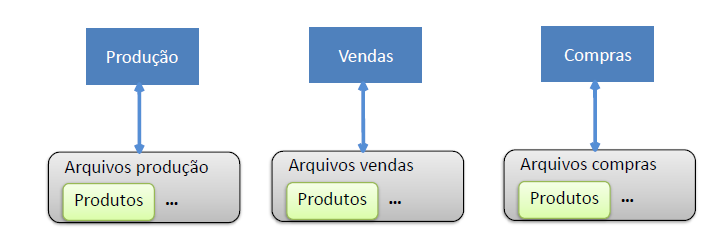 Produção
Vendas
Compras
Arquivos produção
Produtos ...
Arquivos vendas
Produtos ...
Arquivos compras
Produtos ...